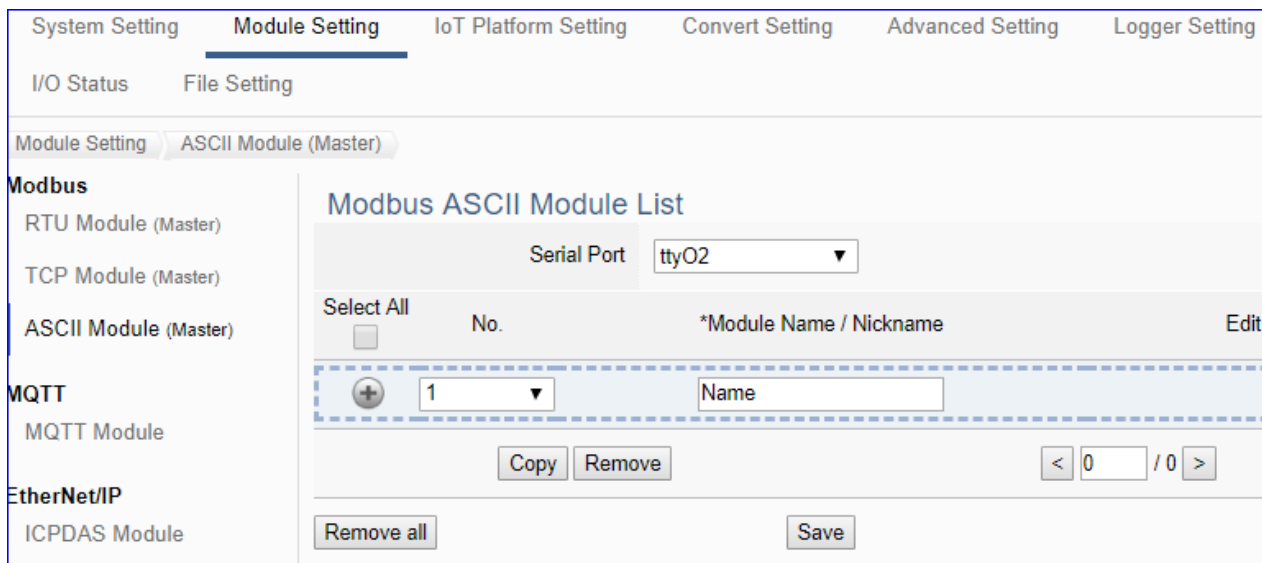 System Setting Module Setting IoT Platform Setting Convert Setting Advanced Setting Logger Setting
I/O Status File Setting
Module Setting ASCII Module (Master)
Modbus
RTU Module (Master)
TCP Module (Master)
ASCII Module (Master)
MQTT
MQTT Module
EtherNet/IP
ICPDAS Module
Modbus ASCII Module List
Serial Port ttyO2
Select All No. *Module Name / Nickname Edit
1 Name
Copy Remove < 0 / 0 >
Remove all Save